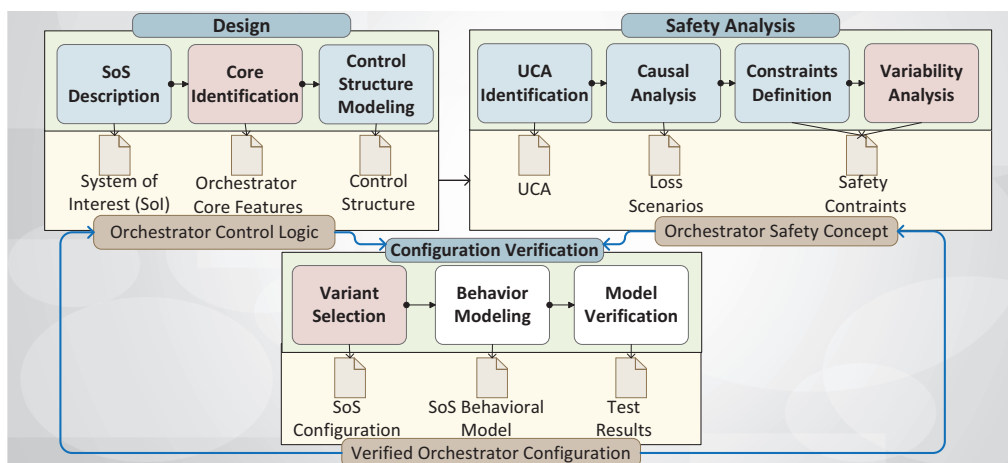 Design
SoS
Description
Core
Identification
Control
Structure
Modeling
System of
Interest (SoI)
Orchestrator
Core Features
Control
Structure
Orchestrator Control Logic
Safety Analysis
UCA
Identification
Causal
Analysis
Constraints
Definition
Variability
Analysis
UCA
Loss
Scenarios
Safety
Contraints
Orchestrator Safety Concept
Configuration Verification
Variant
Selection
Behavior
Modeling
Model
Verification
SoS
Configuration
SoS Behavioral
Model
Test
Results
Verified Orchestrator Configuration